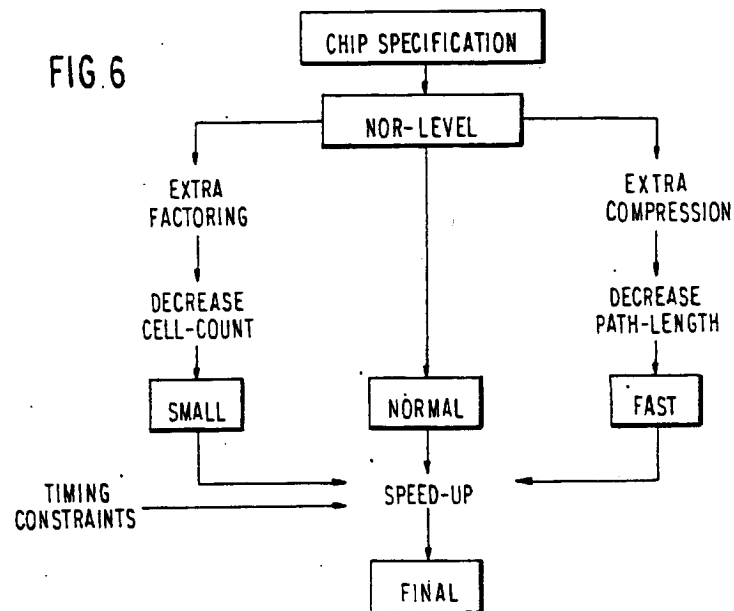 FIG. 6
CHIP SPECIFICATION
NOR-LEVEL
EXTRA
FACTORING
EXTRA
COMPRESSION
DECREASE
CELL-COUNT
DECREASE
PATH-LENGTH
SMALL
NORMAL
FAST
TIMING
CONSTRAINTS
SPEED-UP
FINAL